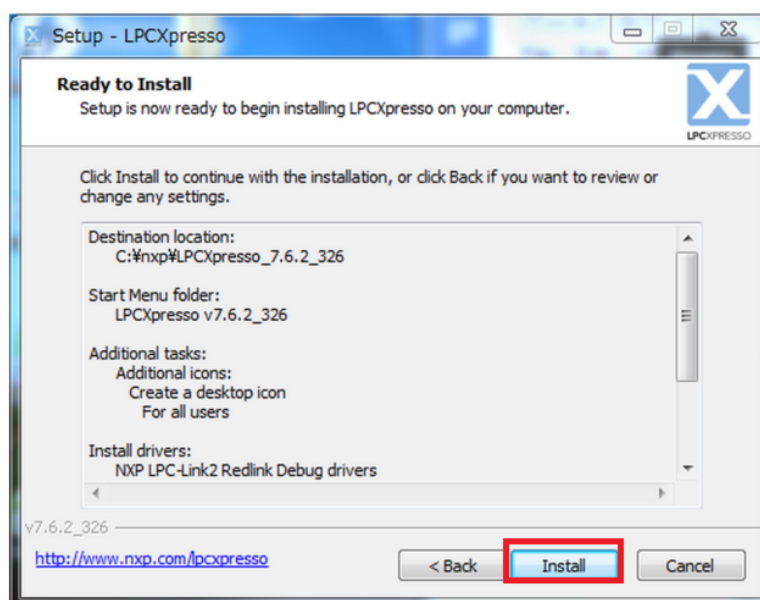 Setup - LPCXpresso
Ready to Install
Setup is now ready to begin installing LPCXpresso on your computer.
LPCXPRESSO
Click Install to continue with the installation, or click Back if you want to review or
change any settings.
Destination location:
C:¥nxp¥LPCXpresso_7.6.2_326
Start Menu folder:
LPCXpresso v7.6.2_326
Additional tasks:
Additional icons:
Create a desktop icon
For all users
Install drivers:
NXP LPC-Link2 Redlink Debug drivers
v7.6.2_326
http://www.nxp.com/lpcxpresso
< Back
Install
Cancel